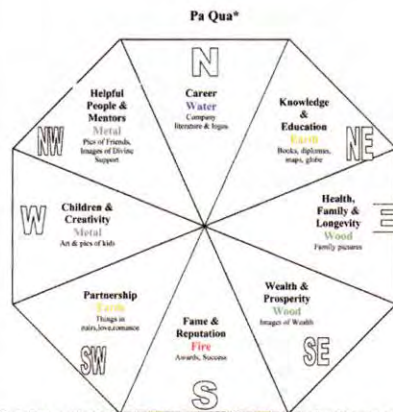 Pa Qua*
N
Career
Water
Company
literature & logos
Helpful
People &
Mentors
Metal
Pics of Friends,
Images of Divine
Support
NW
Knowledge
&
Education
Earth
Books, diplomas,
maps, globe
NE
W
Children &
Creativity
Metal
Art & pics of kids
Health,
Family &
Longevity
Wood
Family pictures
E
Partnership
Earth
Things in
pairs,love,romance
SW
Fame &
Reputation
Fire
Awards, Success
S
Wealth &
Prosperity
Wood
Images of Wealth
SE